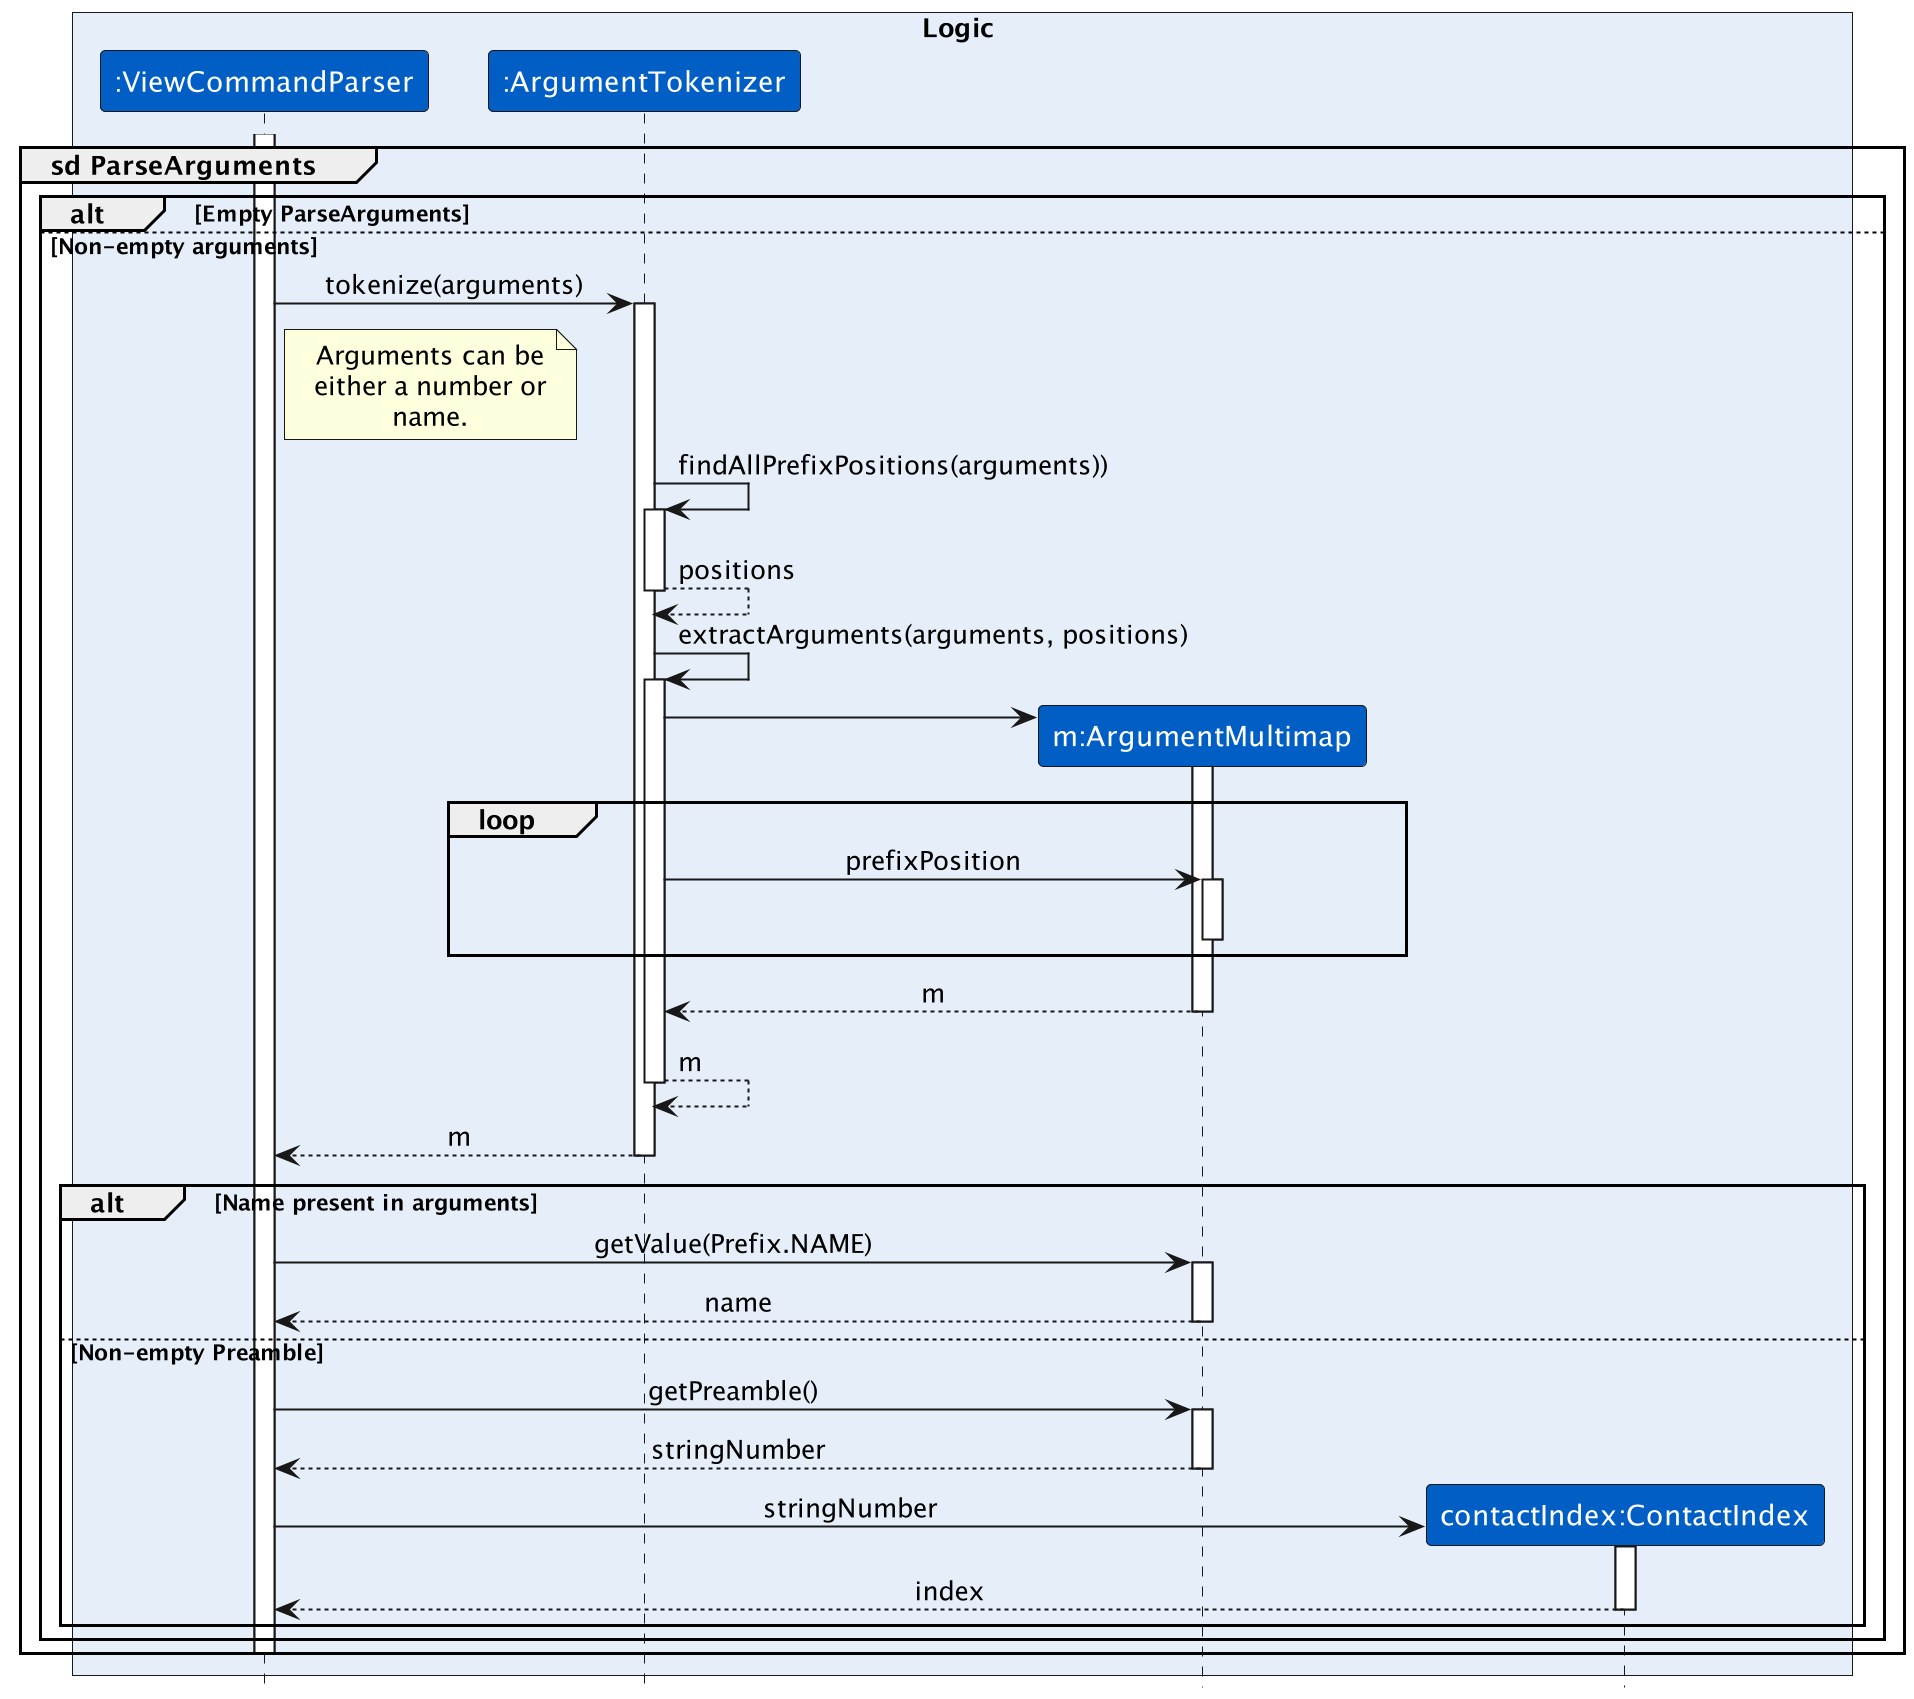 Logic
:ViewCommandParser
:ArgumentTokenizer
sd ParseArguments
alt
[Empty ParseArguments]
[Non-empty arguments]
tokenize(arguments)
Arguments can be
either a number or
name.
findAllPrefixPositions(arguments))
positions
extractArguments(arguments, positions)
m:ArgumentMultimap
loop
prefixPosition
m
m
m
alt
[Name present in arguments]
getValue(Prefix.NAME)
name
[Non-empty Preamble]
getPreamble()
stringNumber
stringNumber
contactIndex:ContactIndex
index